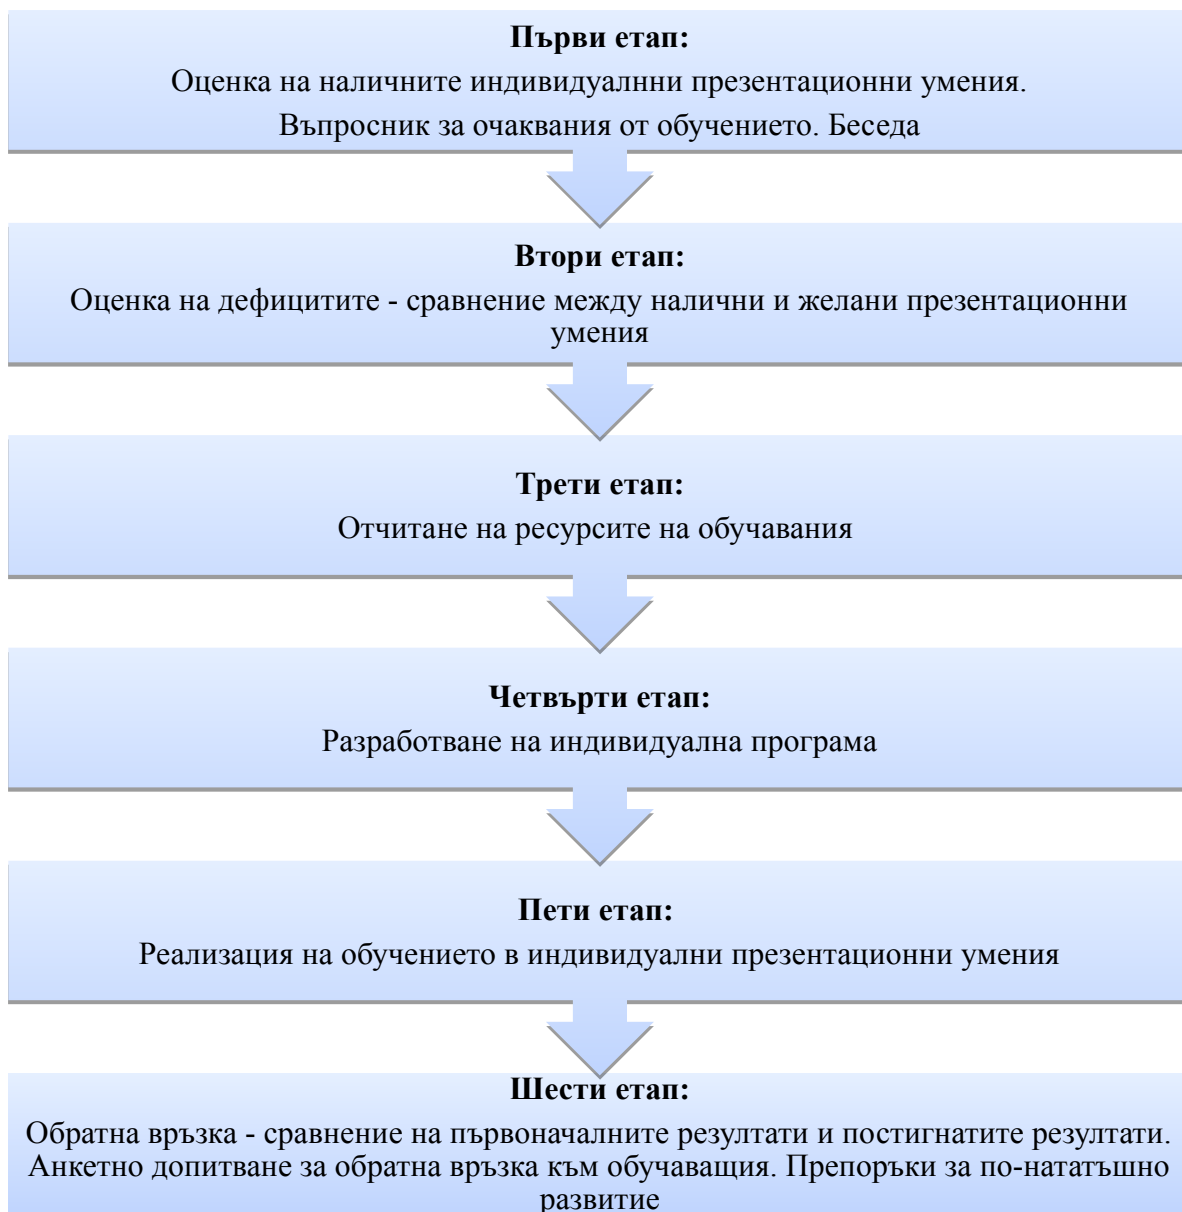 Първи етап:
Оценка на наличните индивидуалнни презентационни умения.
Въпросник за очаквания от обучението. Беседа
Втори етап:
Оценка на дефицитите - сравнение между налични и желани презентационни
умения
Трети етап:
Отчитане на ресурсите на обучавания
Четвърти етап:
Разработване на индивидуална програма
Пети етап:
Реализация на обучението в индивидуални презентационни умения
Шести етап:
Обратна връзка - сравнение на първоначалните резултати и постигнатите резултати.
Анкетно допитване за обратна връзка към обучаващия. Препоръки за по-нататъшно
развитие